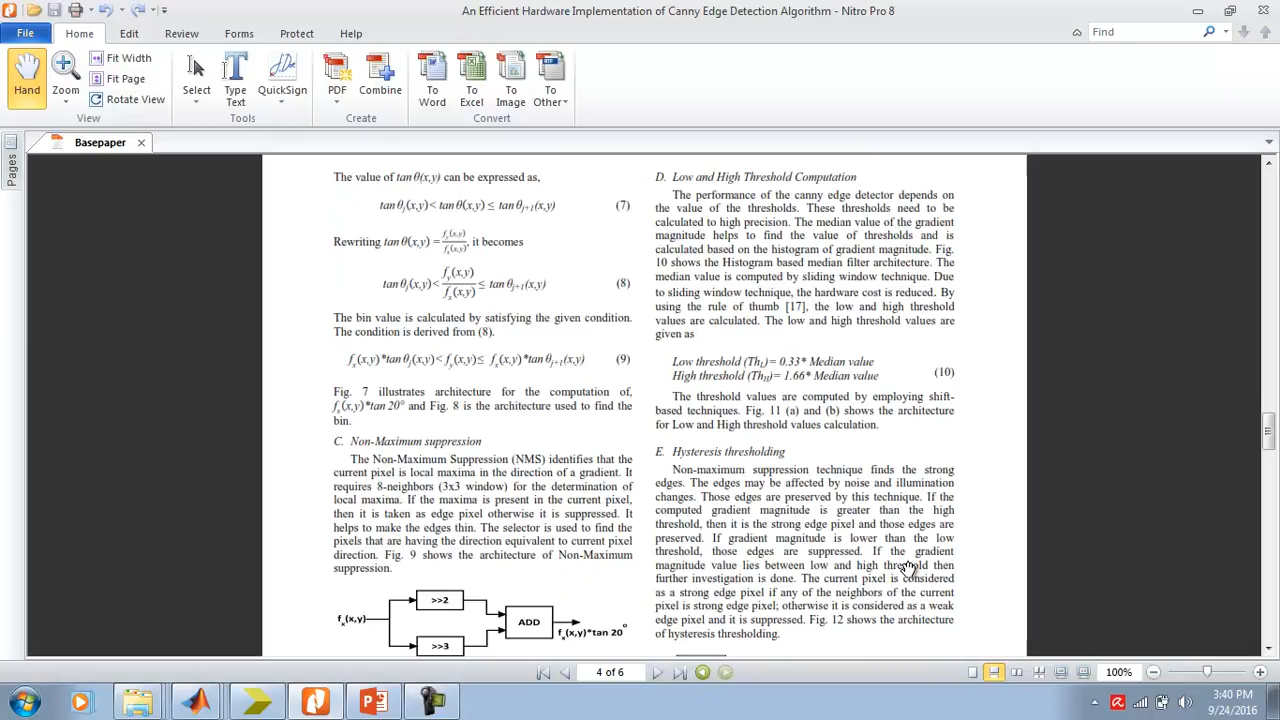 An Efficient Hardware Implementation of Canny Edge Detection Algorithm - Nitro Pro 8
File Home Edit Review Forms Protect Help Find
Fit Width
Fit Page
Rotate View
Hand Zoom
Select Type Text QuickSign
PDF Combine
To Word To Excel To Image To Other
View Tools Create Convert
Basepaper
Pages
The value of tan θ(x,y) can be expressed as,
tan θj(x,y)< tan θ(x,y) ≤ tan θj+1(x,y) (7)
Rewriting tan θ(x,y) = fy(x,y)/fx(x,y), it becomes
tan θj(x,y)< fy(x,y)/fx(x,y) ≤ tan θj+1(x,y) (8)
The bin value is calculated by satisfying the given condition.
The condition is derived from (8).
fx(x,y)*tan θj(x,y)< fy(x,y)≤ fx(x,y)*tan θj+1(x,y) (9)
Fig. 7 illustrates architecture for the computation of,
fx(x,y)*tan 20° and Fig. 8 is the architecture used to find the
bin.
C. Non-Maximum suppression
The Non-Maximum Suppression (NMS) identifies that the
current pixel is local maxima in the direction of a gradient. It
requires 8-neighbors (3x3 window) for the determination of
local maxima. If the maxima is present in the current pixel,
then it is taken as edge pixel otherwise it is suppressed. It
helps to make the edges thin. The selector is used to find the
pixels that are having the direction equivalent to current pixel
direction. Fig. 9 shows the architecture of Non-Maximum
suppression.
>>2
fx(x,y) ADD fx(x,y)*tan 20°
>>3
D. Low and High Threshold Computation
The performance of the canny edge detector depends on
the value of the thresholds. These thresholds need to be
calculated to high precision. The median value of the gradient
magnitude helps to find the value of thresholds and is
calculated based on the histogram of gradient magnitude. Fig.
10 shows the Histogram based median filter architecture. The
median value is computed by sliding window technique. Due
to sliding window technique, the hardware cost is reduced. By
using the rule of thumb [17], the low and high threshold
values are calculated. The low and high threshold values are
given as
Low threshold (ThL)= 0.33* Median value
High threshold (ThH)= 1.66* Median value (10)
The threshold values are computed by employing shift-
based techniques. Fig. 11 (a) and (b) shows the architecture
for Low and High threshold values calculation.
E. Hysteresis thresholding
Non-maximum suppression technique finds the strong
edges. The edges may be affected by noise and illumination
changes. Those edges are preserved by this technique. If the
computed gradient magnitude is greater than the high
threshold, then it is the strong edge pixel and those edges are
preserved. If gradient magnitude is lower than the low
threshold, those edges are suppressed. If the gradient
magnitude value lies between low and high threshold then
further investigation is done. The current pixel is considered
as a strong edge pixel if any of the neighbors of the current
pixel is strong edge pixel; otherwise it is considered as a weak
edge pixel and it is suppressed. Fig. 12 shows the architecture
of hysteresis thresholding.
4 of 6
100%
3:40 PM
9/24/2016